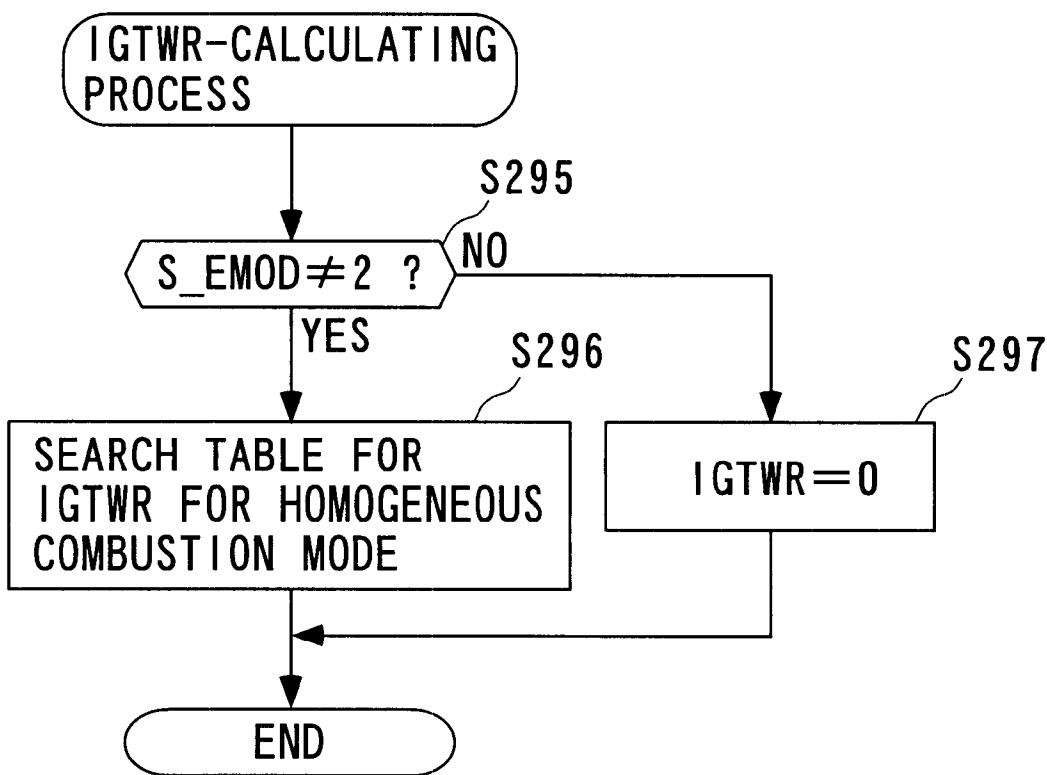 IGTWR-CALCULATING
PROCESS
S295
S_EMOD≠2 ?
NO
YES
S296
S297
SEARCH TABLE FOR
IGTWR FOR HOMOGENEOUS
COMBUSTION MODE
IGTWR=0
END